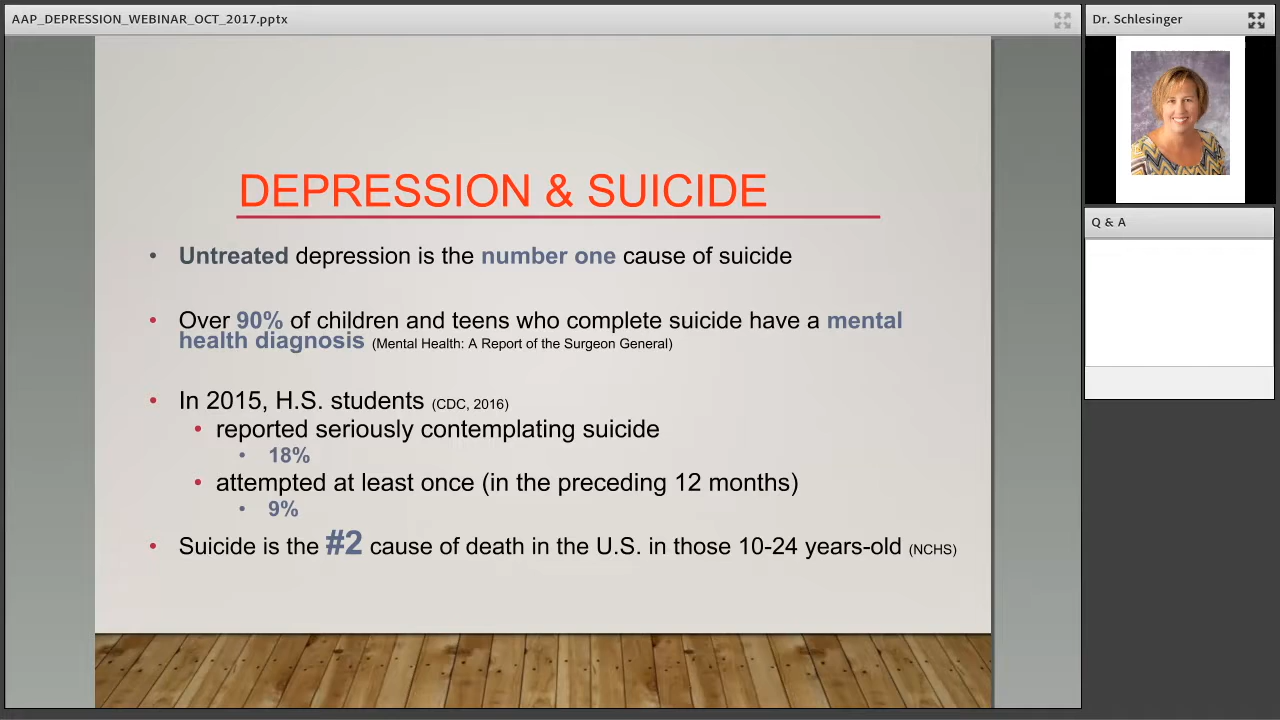 AAP_DEPRESSION_WEBINAR_OCT_2017.pptx
Dr. Schlesinger
Q & A
DEPRESSION & SUICIDE
• Untreated depression is the number one cause of suicide
• Over 90% of children and teens who complete suicide have a mental
health diagnosis (Mental Health: A Report of the Surgeon General)
• In 2015, H.S. students (CDC, 2016)
• reported seriously contemplating suicide
• 18%
• attempted at least once (in the preceding 12 months)
• 9%
• Suicide is the #2 cause of death in the U.S. in those 10-24 years-old (NCHS)